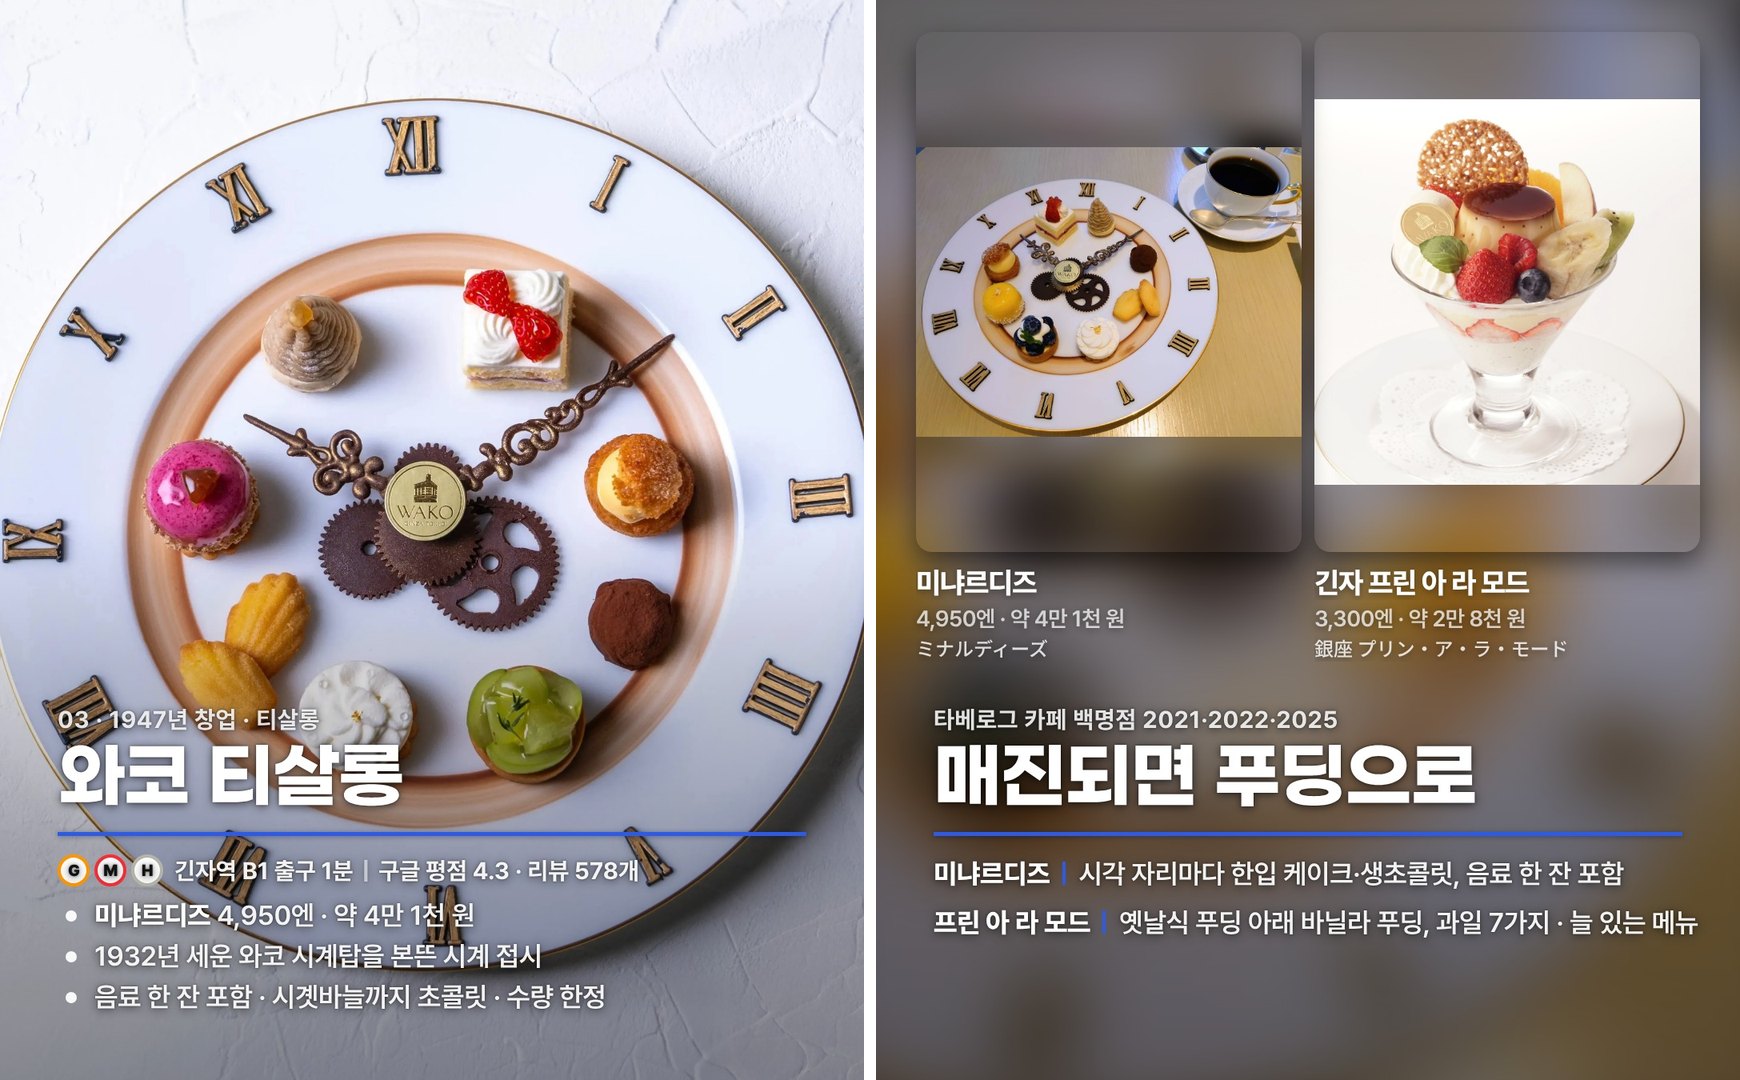 XII
I
II
III
IIII
V
VI
VII
VIII
IX
X
XI
WAKO
03 · 1947년 창업 · 티살롱
와코 티살롱
G M H 긴자역 B1 출구 1분 | 구글 평점 4.3 · 리뷰 578개
• 미냐르디즈 4,950엔 · 약 4만 1천 원
• 1932년 세운 와코 시계탑을 본뜬 시계 접시
• 음료 한 잔 포함 · 시곗바늘까지 초콜릿 · 수량 한정
WAKO
미냐르디즈
4,950엔 · 약 4만 1천 원
ミナルディーズ
긴자 프린 아 라 모드
3,300엔 · 약 2만 8천 원
銀座 プリン・ア・ラ・モード
타베로그 카페 백명점 2021·2022·2025
매진되면 푸딩으로
미냐르디즈 | 시각 자리마다 한입 케이크·생초콜릿, 음료 한 잔 포함
프린 아 라 모드 | 옛날식 푸딩 아래 바닐라 푸딩, 과일 7가지 · 늘 있는 메뉴